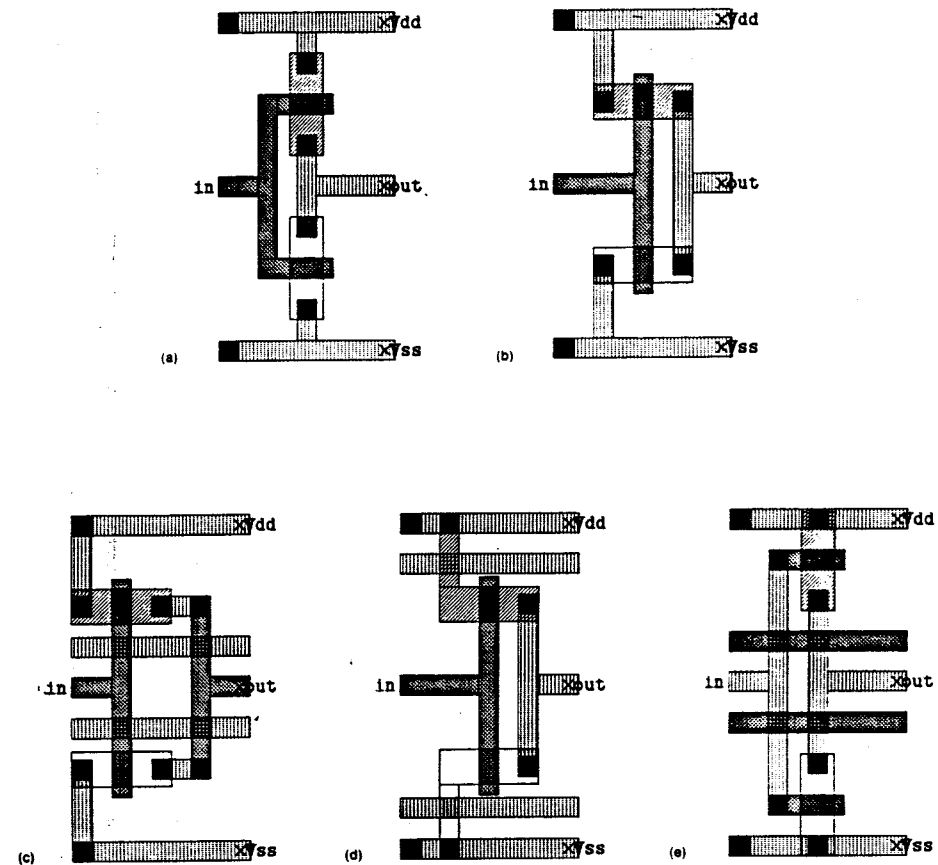 Vdd
Vdd
in
out
in
out
(a)
Vss
(b)
Vss
Vdd
Vdd
Vdd
in
out
in
out
in
out
(c)
Vss
(d)
Vss
(e)
Vss